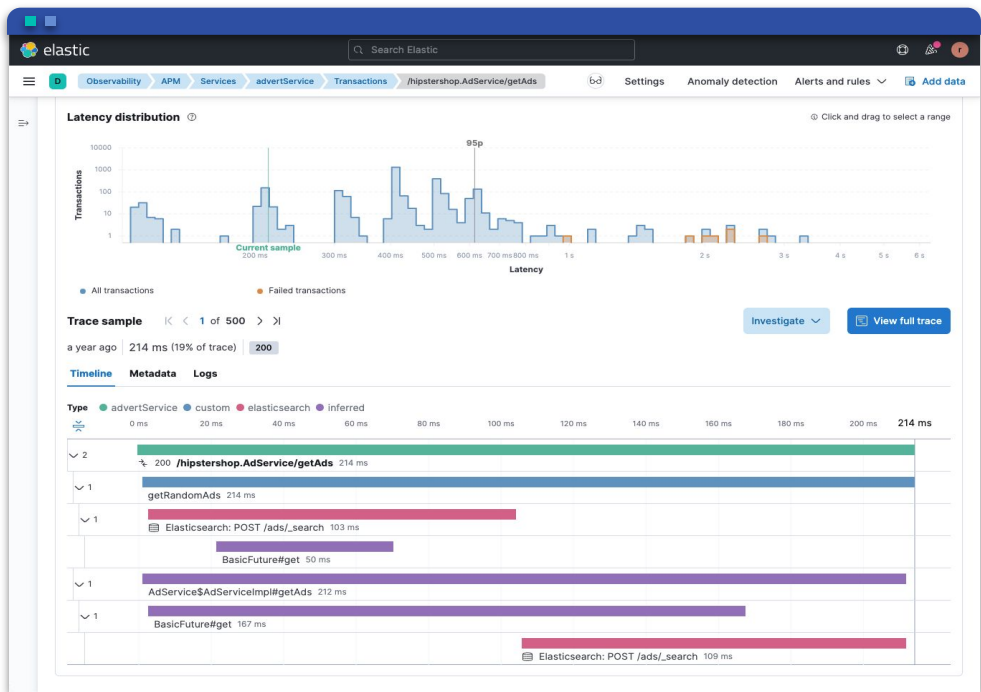 elastic
Search Elastic
r
D Observability APM Services advertService Transactions /hipstershop.AdService/getAds Settings Anomaly detection Alerts and rules Add data
Latency distribution
Click and drag to select a range
95p
10000
1000
100
10
1
Transactions
Current sample
200 ms 300 ms 400 ms 500 ms 600 ms 700 ms 800 ms 1 s 2 s 3 s 4 s 5 s 6 s
Latency
All transactions Failed transactions
Trace sample 1 of 500 Investigate View full trace
a year ago 214 ms (19% of trace) 200
Timeline Metadata Logs
Type advertService custom elasticsearch inferred
0 ms 20 ms 40 ms 60 ms 80 ms 100 ms 120 ms 140 ms 160 ms 180 ms 200 ms 214 ms
2
200 /hipstershop.AdService/getAds 214 ms
1
getRandomAds 214 ms
1
Elasticsearch: POST /ads/_search 103 ms
BasicFuture#get 50 ms
1
AdService$AdServiceImpl#getAds 212 ms
1
BasicFuture#get 167 ms
Elasticsearch: POST /ads/_search 109 ms